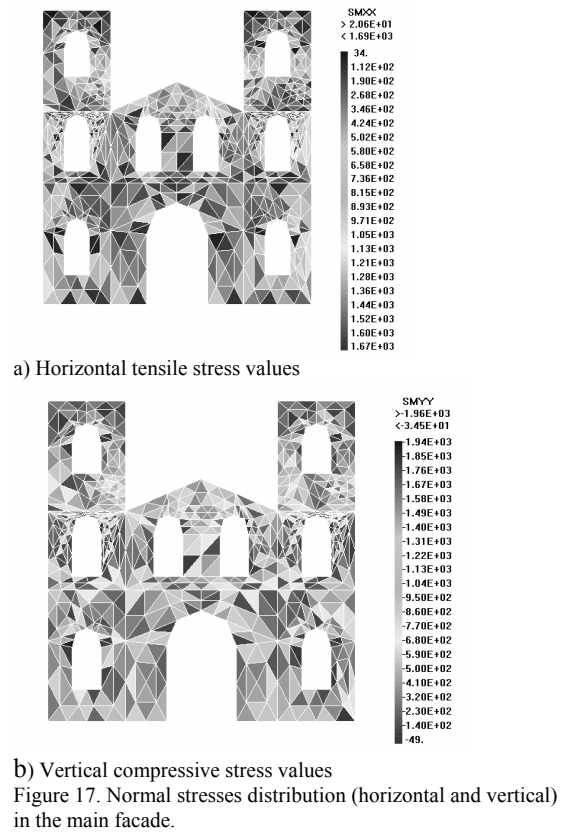 SMXX
> 2.06E+01
< 1.69E+03
34.
1.12E+02
1.90E+02
2.68E+02
3.46E+02
4.24E+02
5.02E+02
5.80E+02
6.58E+02
7.36E+02
8.15E+02
8.93E+02
9.71E+02
1.05E+03
1.13E+03
1.21E+03
1.28E+03
1.36E+03
1.44E+03
1.52E+03
1.60E+03
1.67E+03
a) Horizontal tensile stress values
SMYY
>-1.96E+03
<-3.45E+01
-1.94E+03
-1.85E+03
-1.76E+03
-1.67E+03
-1.58E+03
-1.49E+03
-1.40E+03
-1.31E+03
-1.22E+03
-1.13E+03
-1.04E+03
-9.50E+02
-8.60E+02
-7.70E+02
-6.80E+02
-5.90E+02
-5.00E+02
-4.10E+02
-3.20E+02
-2.30E+02
-1.40E+02
-49.
b) Vertical compressive stress values
Figure 17. Normal stresses distribution (horizontal and vertical)
in the main facade.